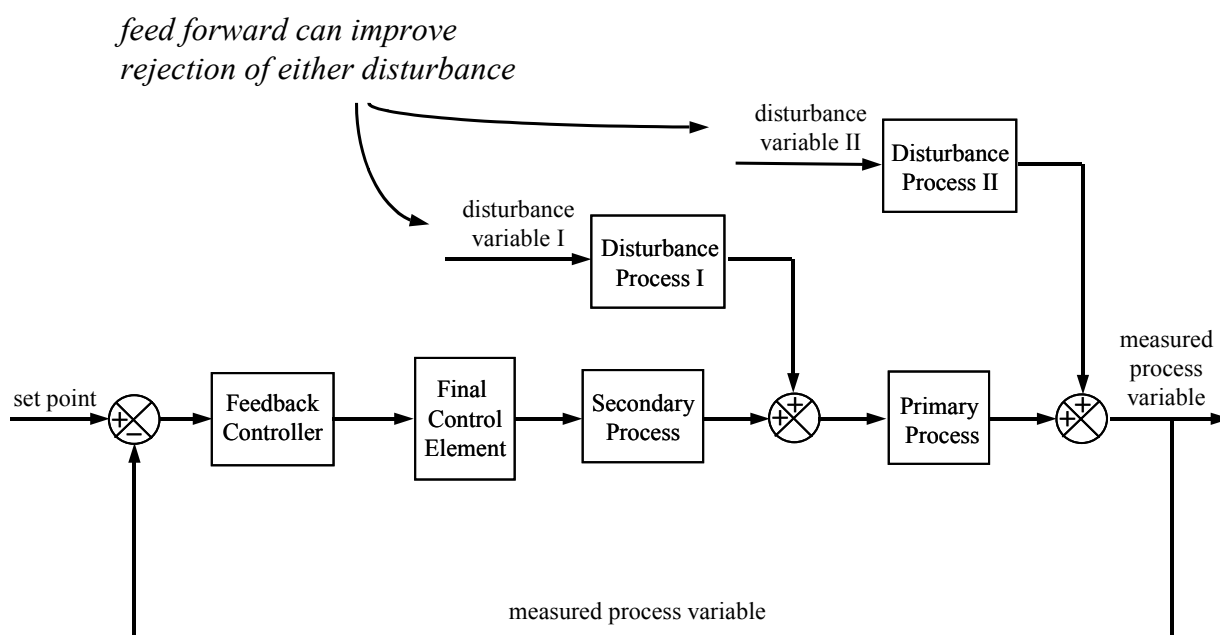 feed forward can improve
rejection of either disturbance
disturbance
variable II
Disturbance
Process II
disturbance
variable I
Disturbance
Process I
measured
process
variable
set point
+
−
Feedback
Controller
Final
Control
Element
Secondary
Process
+
+
Primary
Process
+
+
measured process variable